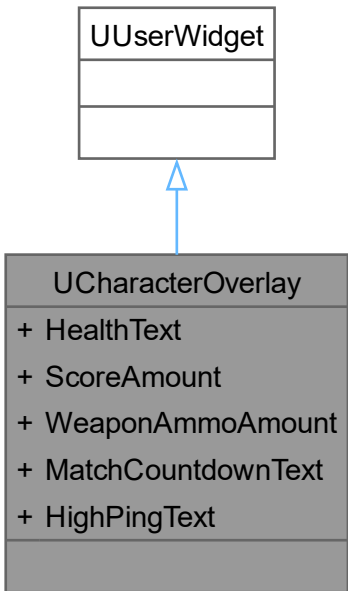 UUserWidget
UCharacterOverlay
+ HealthText
+ ScoreAmount
+ WeaponAmmoAmount
+ MatchCountdownText
+ HighPingText